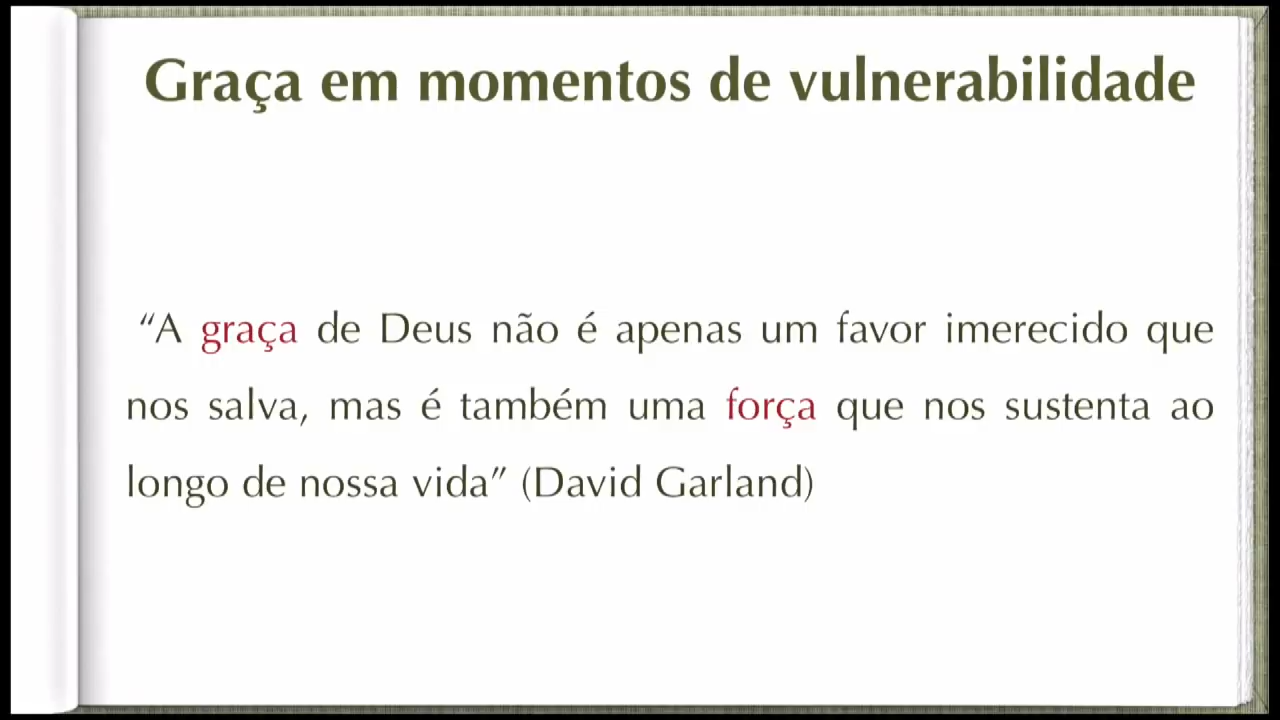 Graça em momentos de vulnerabilidade
“A graça de Deus não é apenas um favor imerecido que
nos salva, mas é também uma força que nos sustenta ao
longo de nossa vida” (David Garland)